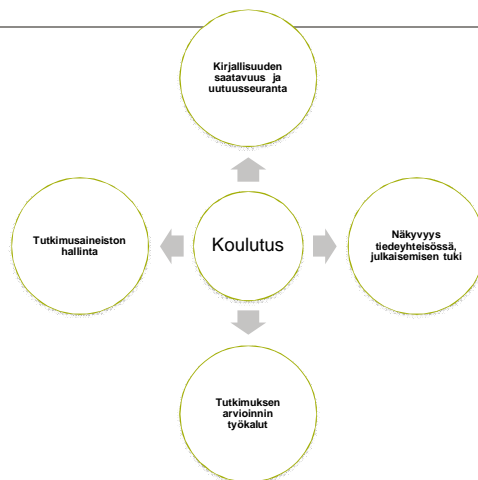 Kirjallisuuden
saatavuus ja
uutuusseuranta
Tutkimusaineiston
hallinta
Koulutus
Näkyvyys
tiedeyhteisössä,
julkaisemisen tuki
Tutkimuksen
arvioinnin
työkalut